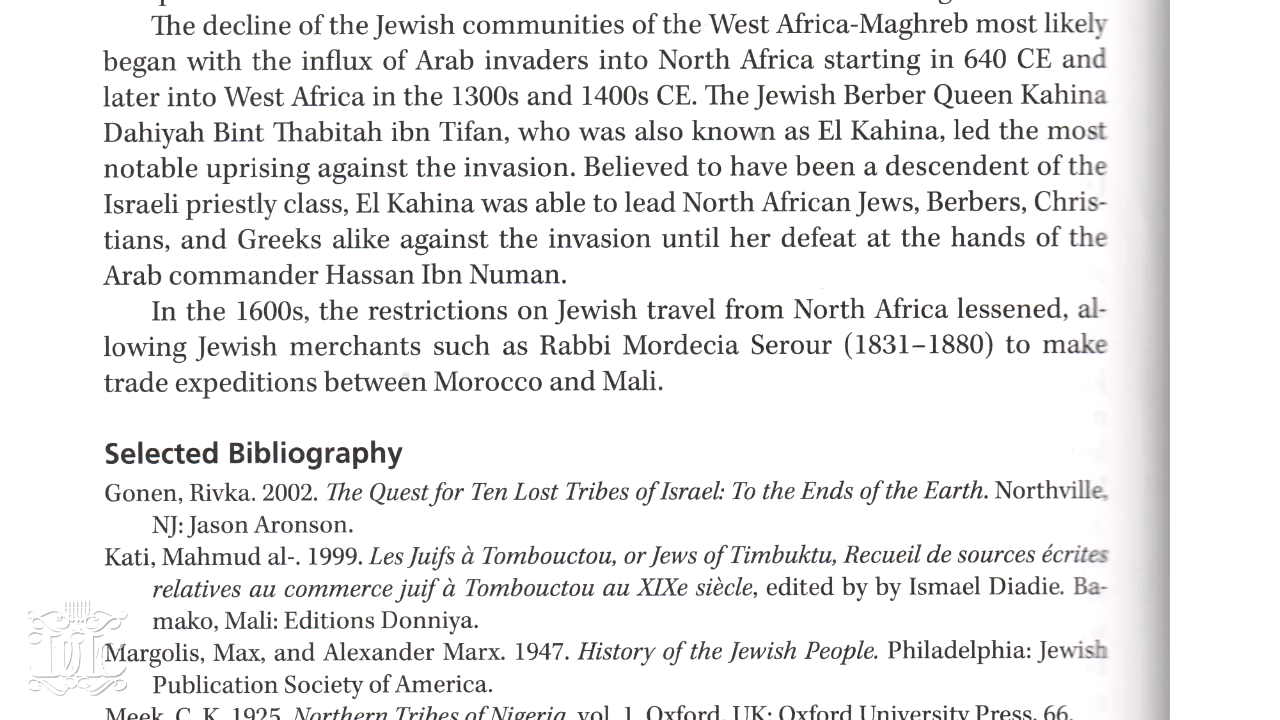 The decline of the Jewish communities of the West Africa-Maghreb most likely
began with the influx of Arab invaders into North Africa starting in 640 CE and
later into West Africa in the 1300s and 1400s CE. The Jewish Berber Queen Kahina
Dahiyah Bint Thabitah ibn Tifan, who was also known as El Kahina, led the most
notable uprising against the invasion. Believed to have been a descendent of the
Israeli priestly class, El Kahina was able to lead North African Jews, Berbers, Chris-
tians, and Greeks alike against the invasion until her defeat at the hands of the
Arab commander Hassan Ibn Numan.
In the 1600s, the restrictions on Jewish travel from North Africa lessened, al-
lowing Jewish merchants such as Rabbi Mordecia Serour (1831–1880) to make
trade expeditions between Morocco and Mali.
Selected Bibliography
Gonen, Rivka. 2002. The Quest for Ten Lost Tribes of Israel: To the Ends of the Earth. Northville,
NJ: Jason Aronson.
Kati, Mahmud al-. 1999. Les Juifs à Tombouctou, or Jews of Timbuktu, Recueil de sources écrites
relatives au commerce juif à Tombouctou au XIXe siècle, edited by by Ismael Diadie. Ba-
mako, Mali: Editions Donniya.
Margolis, Max, and Alexander Marx. 1947. History of the Jewish People. Philadelphia: Jewish
Publication Society of America.
Meek, C. K. 1925. Northern Tribes of Nigeria, vol. 1. Oxford, UK: Oxford University Press, 66.